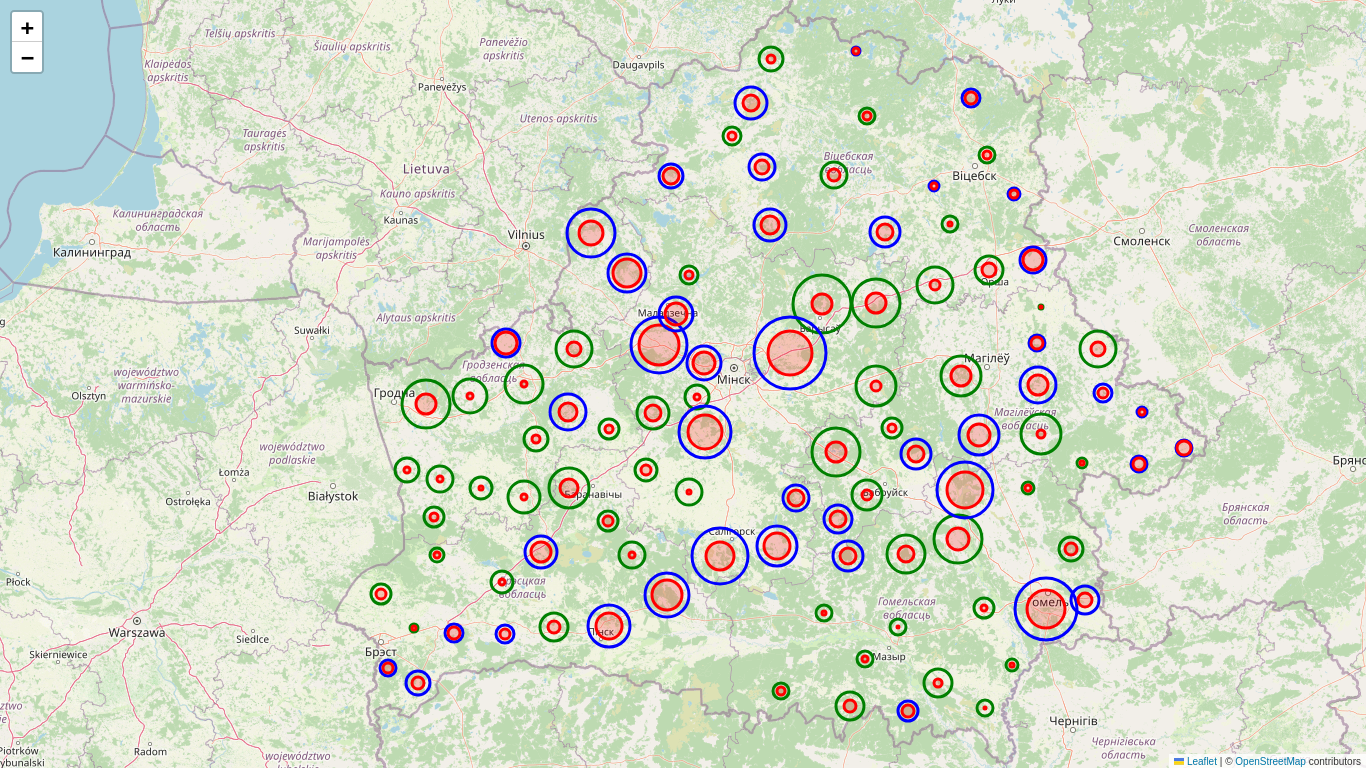 +
−
Telšių apskritis
Šiaulių apskritis
Panevėžio
apskritis
Klaipėdos
apskritis
Daugavpils
Panevėžys
Utenos apskritis
Tauragės
apskritis
Lietuva
Kauno apskritis
Kaunas
Віцебская
вобласць
Віцебск
Калининградская
область
Калининград
Marijampolės
apskritis
Vilnius
Смоленск
Смоленская
область
Орша
Alytaus apskritis
Маладзечна
Барысаў
Suwałki
Мінск
Магілёў
Гродзенская
вобласць
Гродна
województwo
warmińsko-
mazurskie
Olsztyn
Магілёўская
вобласць
województwo
podlaskie
Łomża
Ostrołęka
Białystok
Баранавічы
Бабруйск
Брянская
область
Салігорск
Płock
Брэсцкая
вобласць
Гомельская
вобласць
Гомель
Warszawa
Siedlce
Skierniewice
Пінск
Брэст
Мазыр
Чернігів
Чернігівська
область
Radom
województwo
Leaflet | © OpenStreetMap contributors